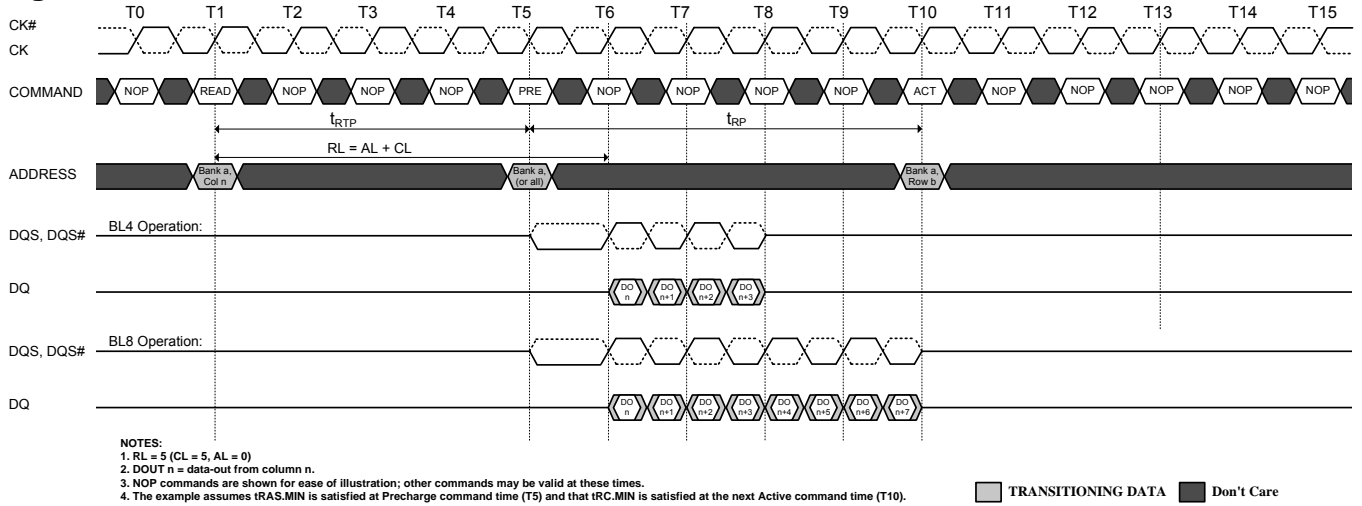 T0 T1 T2 T3 T4 T5 T6 T7 T8 T9 T10 T11 T12 T13 T14 T15
CK#
CK
COMMAND NOP READ NOP NOP NOP PRE NOP NOP NOP NOP ACT NOP NOP NOP NOP NOP
tRTP tRP
RL = AL + CL
ADDRESS
Bank a,
Col n
Bank a,
(or all)
Bank a,
Row b
BL4 Operation:
DQS, DQS#
DQ
DO
n
DO
n+1
DO
n+2
DO
n+3
BL8 Operation:
DQS, DQS#
DQ
DO
n
DO
n+1
DO
n+2
DO
n+3
DO
n+4
DO
n+5
DO
n+6
DO
n+7
NOTES:
1. RL = 5 (CL = 5, AL = 0)
2. DOUT n = data-out from column n.
3. NOP commands are shown for ease of illustration; other commands may be valid at these times.
4. The example assumes tRAS.MIN is satisfied at Precharge command time (T5) and that tRC.MIN is satisfied at the next Active command time (T10).
TRANSITIONING DATA Don't Care